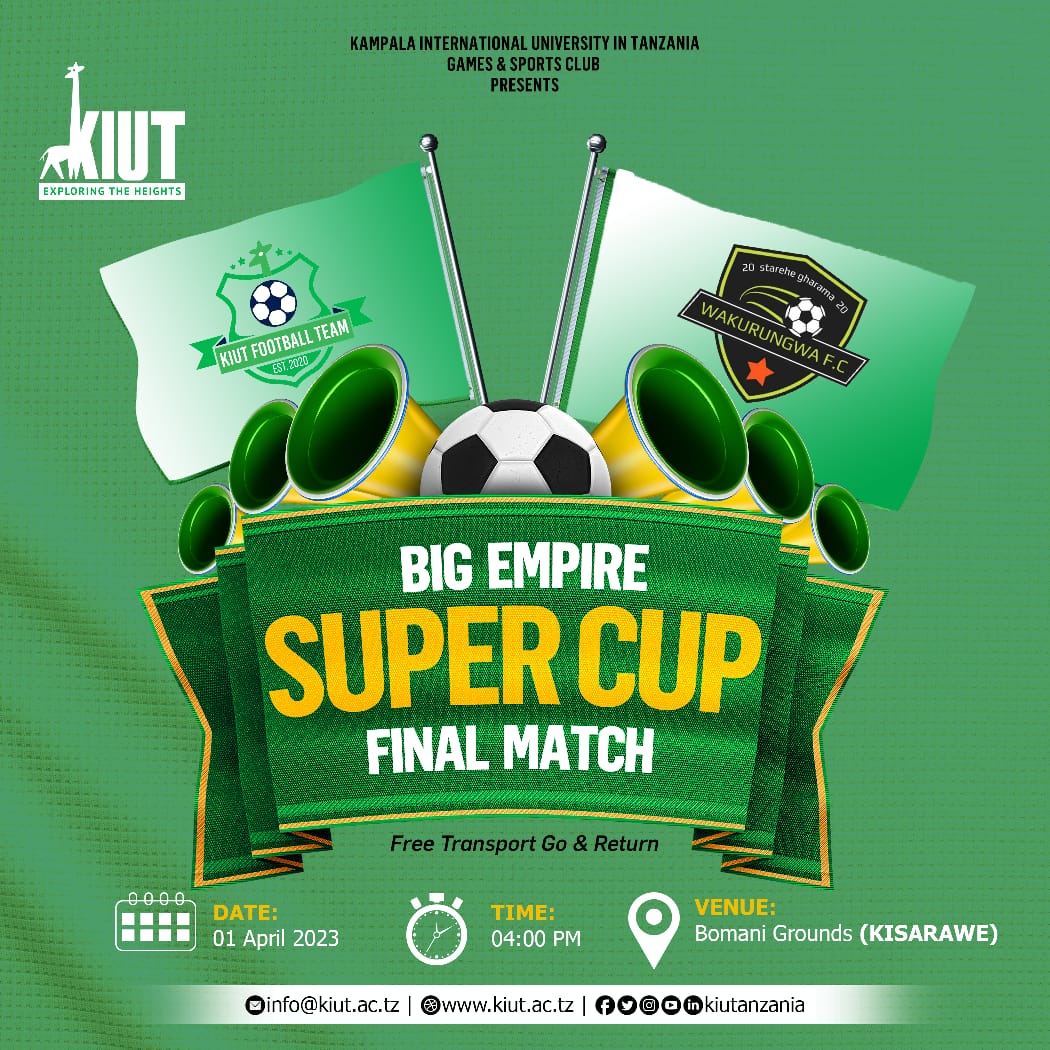 KAMPALA INTERNATIONAL UNIVERSITY IN TANZANIA
GAMES & SPORTS CLUB
PRESENTS
KIUT
EXPLORING THE HEIGHTS
KIUT FOOTBALL TEAM
EST. 2020
20 starehe gharama 20
WAKURUNGWA F.C
BIG EMPIRE
SUPER CUP
FINAL MATCH
Free Transport Go & Return
DATE:
01 April 2023
TIME:
04:00 PM
VENUE:
Bomani Grounds (KISARAWE)
info@kiut.ac.tz | www.kiut.ac.tz | kiutanzania